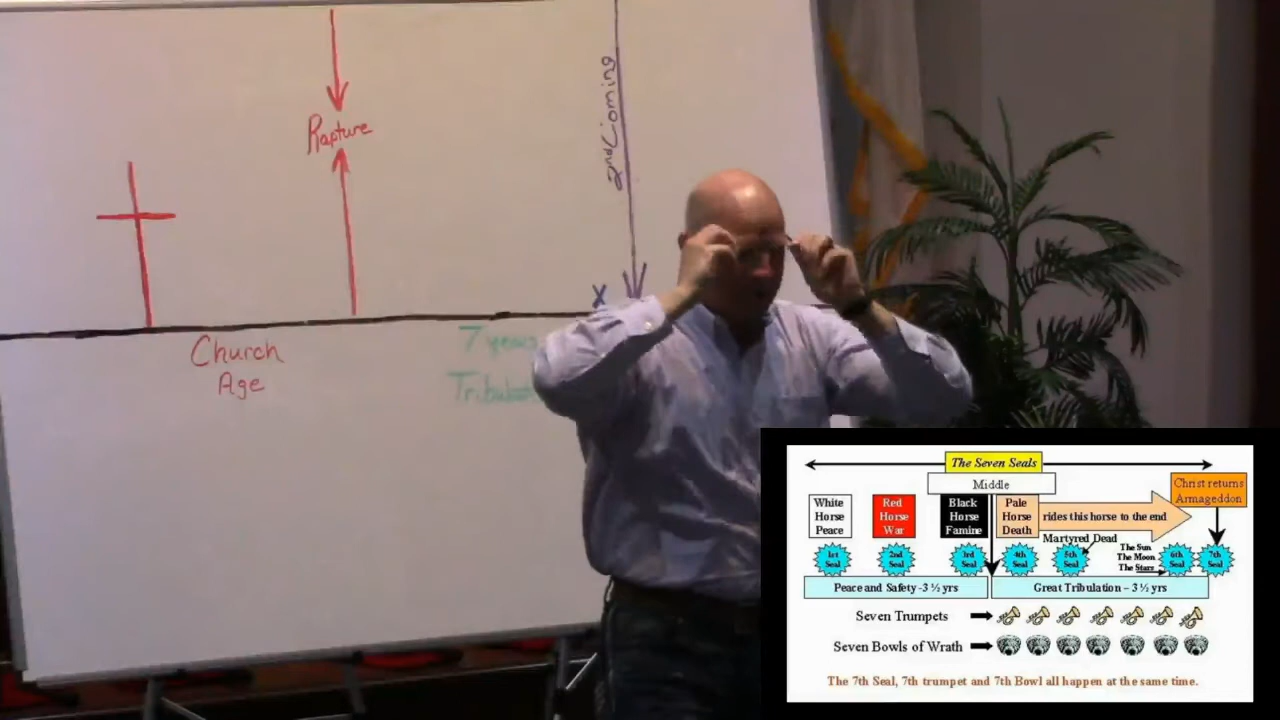 Rapture
2nd Coming
x
Church
Age
7 years
The Seven Seals
Middle
Christ returns
Armageddon
White
Horse
Peace
Red
Horse
War
Black
Horse
Famine
Pale
Horse
Death
rides this horse to the end
Martyred Dead
The Sun
The Moon
The Stars
1st
Seal
2nd
Seal
3rd
Seal
4th
Seal
5th
Seal
6th
Seal
7th
Seal
Peace and Safety -3 ½ yrs
Great Tribulation – 3 ½ yrs
Seven Trumpets
Seven Bowls of Wrath
The 7th Seal, 7th trumpet and 7th Bowl all happen at the same time.